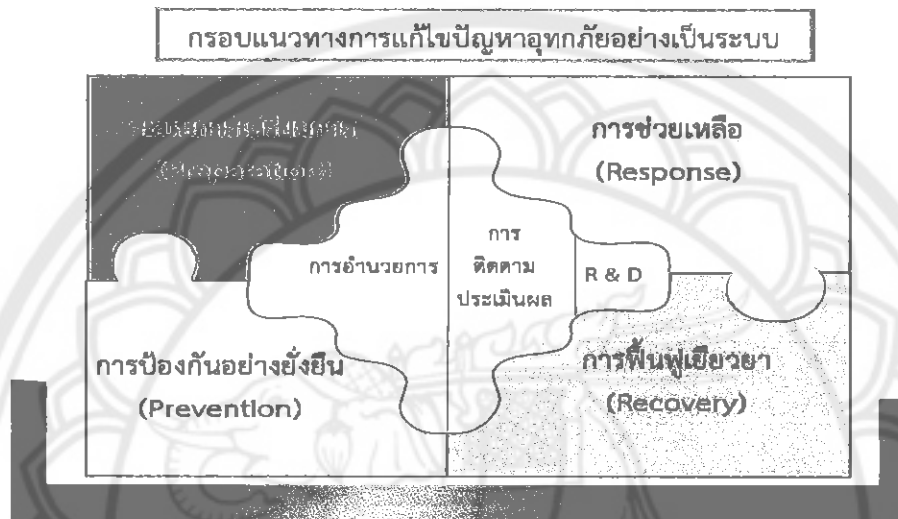 กรอบแนวทางการแก้ไขปัญหาอุทกภัยอย่างเป็นระบบ
การช่วยเหลือ
(Response)
การอำนวยการ
การ
ติดตาม
ประเมินผล
R & D
การป้องกันอย่างยั่งยืน
(Prevention)
การฟื้นฟูเยียวยา
(Recovery)